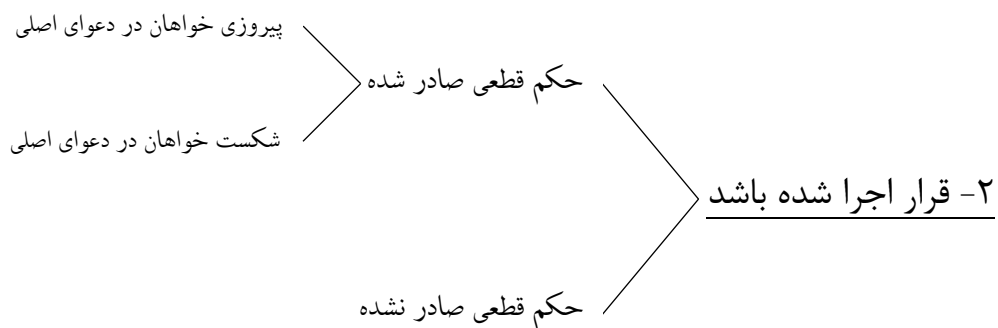 ۲- قرار اجرا شده باشد
حکم قطعی صادر شده
پیروزی خواهان در دعوای اصلی
شکست خواهان در دعوای اصلی
حکم قطعی صادر نشده